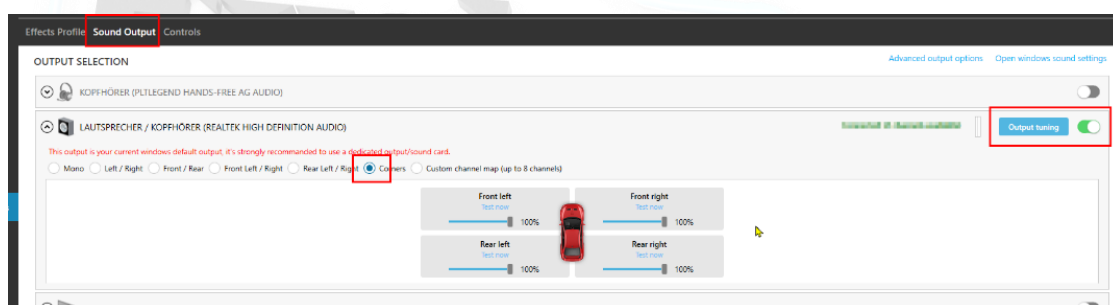 Effects Profile Sound Output Controls
OUTPUT SELECTION
Advanced output options Open windows sound settings
KOPFHÖRER (PLTLEGEND HANDS-FREE AG AUDIO)
LAUTSPRECHER / KOPFHÖRER (REALTEK HIGH DEFINITION AUDIO)
Output tuning
This output is your current windows default output, it's strongly recommanded to use a dedicated output/sound card.
Mono Left / Right Front / Rear Front Left / Right Rear Left / Right Corners Custom channel map (up to 8 channels)
Front left
Test now
100%
Front right
Test now
100%
Rear left
Test now
100%
Rear right
Test now
100%